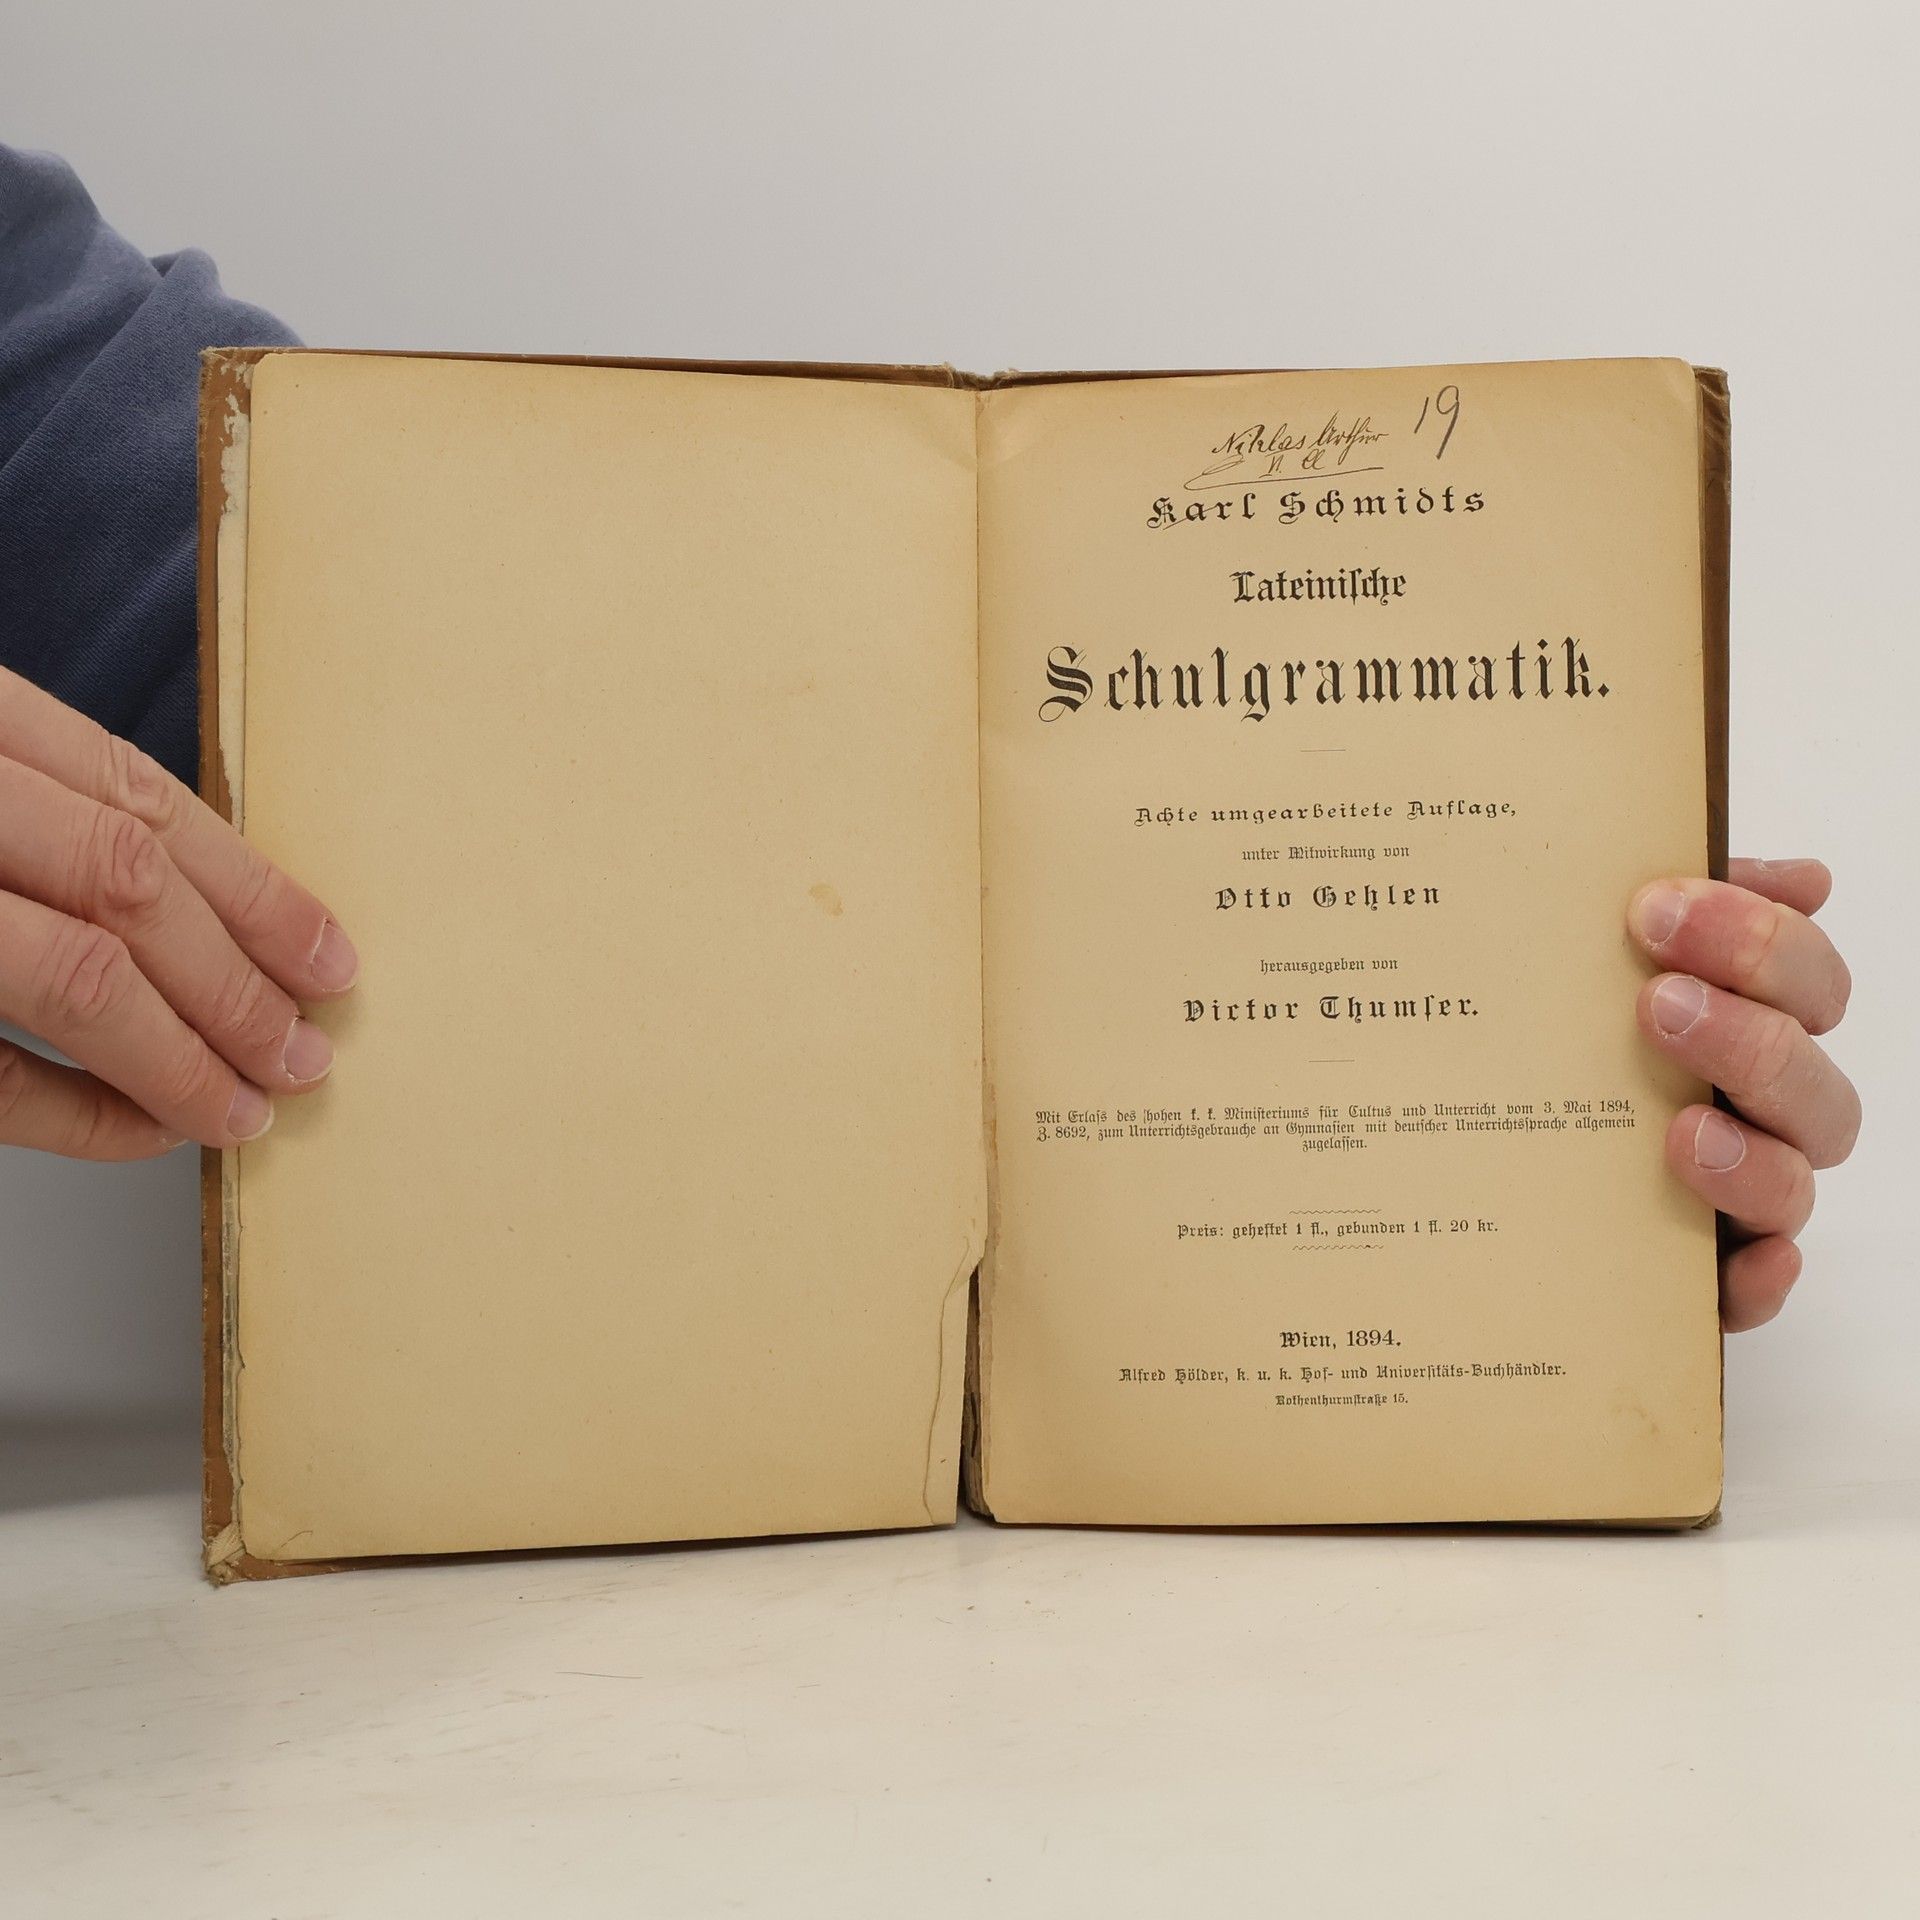 19
Niklas Arthur
Karl Schmidts
Lateinische
Schulgrammatik.
Achte umgearbeitete Auflage,
unter Mitwirkung von
Otto Gehlen
herausgegeben von
Victor Thumser.
Mit Erlaſs des hohen k. k. Ministeriums für Cultus und Unterricht vom 3. Mai 1894,
Z. 8692, zum Unterrichtsgebrauche an Gymnasien mit deutscher Unterrichtssprache allgemein
zugelassen.
Preis: geheftet 1 fl., gebunden 1 fl. 20 kr.
Wien, 1894.
Alfred Hölder, k. u. k. Hof- und Universitäts-Buchhändler.
Rothenthurmstraße 15.